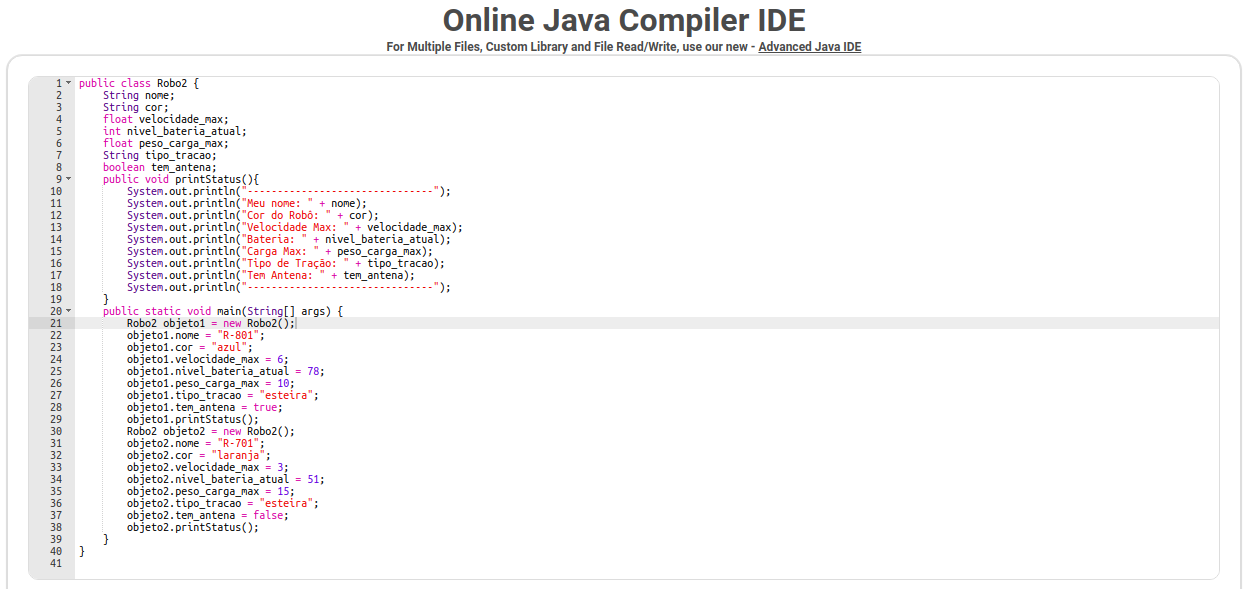 Online Java Compiler IDE
For Multiple Files, Custom Library and File Read/Write, use our new - Advanced Java IDE
1 public class Robo2 {
2     String nome;
3     String cor;
4     float velocidade_max;
5     int nivel_bateria_atual;
6     float peso_carga_max;
7     String tipo_tracao;
8     boolean tem_antena;
9     public void printStatus(){
10         System.out.println("-------------------------------");
11         System.out.println("Meu nome: " + nome);
12         System.out.println("Cor do Robô: " + cor);
13         System.out.println("Velocidade Max: " + velocidade_max);
14         System.out.println("Bateria: " + nivel_bateria_atual);
15         System.out.println("Carga Max: " + peso_carga_max);
16         System.out.println("Tipo de Tração: " + tipo_tracao);
17         System.out.println("Tem Antena: " + tem_antena);
18         System.out.println("-------------------------------");
19     }
20     public static void main(String[] args) {
21         Robo2 objeto1 = new Robo2();
22         objeto1.nome = "R-801";
23         objeto1.cor = "azul";
24         objeto1.velocidade_max = 6;
25         objeto1.nivel_bateria_atual = 78;
26         objeto1.peso_carga_max = 10;
27         objeto1.tipo_tracao = "esteira";
28         objeto1.tem_antena = true;
29         objeto1.printStatus();
30         Robo2 objeto2 = new Robo2();
31         objeto2.nome = "R-701";
32         objeto2.cor = "laranja";
33         objeto2.velocidade_max = 3;
34         objeto2.nivel_bateria_atual = 51;
35         objeto2.peso_carga_max = 15;
36         objeto2.tipo_tracao = "esteira";
37         objeto2.tem_antena = false;
38         objeto2.printStatus();
39     }
40 }
41